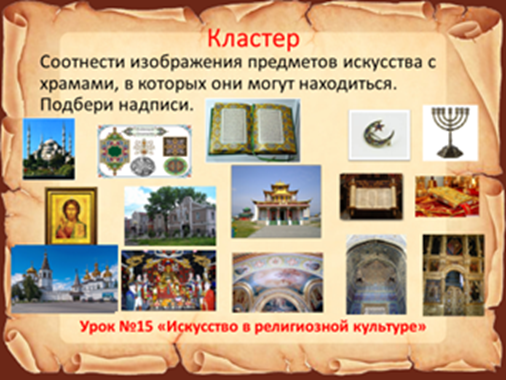 Кластер
Соотнести изображения предметов искусства с
храмами, в которых они могут находиться.
Подбери надписи.
Урок №15 «Искусство в религиозной культуре»